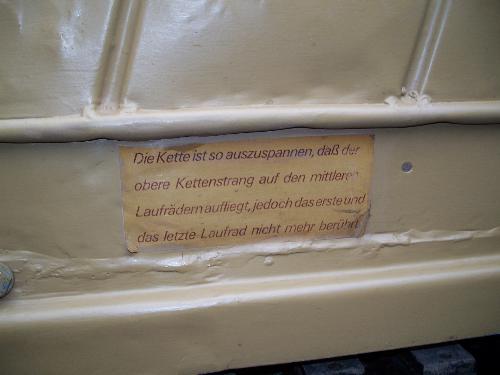 Die Kette ist so auszuspannen, daß der
obere Kettenstrang auf den mittleren
Laufrädern aufliegt, jedoch das erste und
das letzte Laufrad nicht mehr berührt.